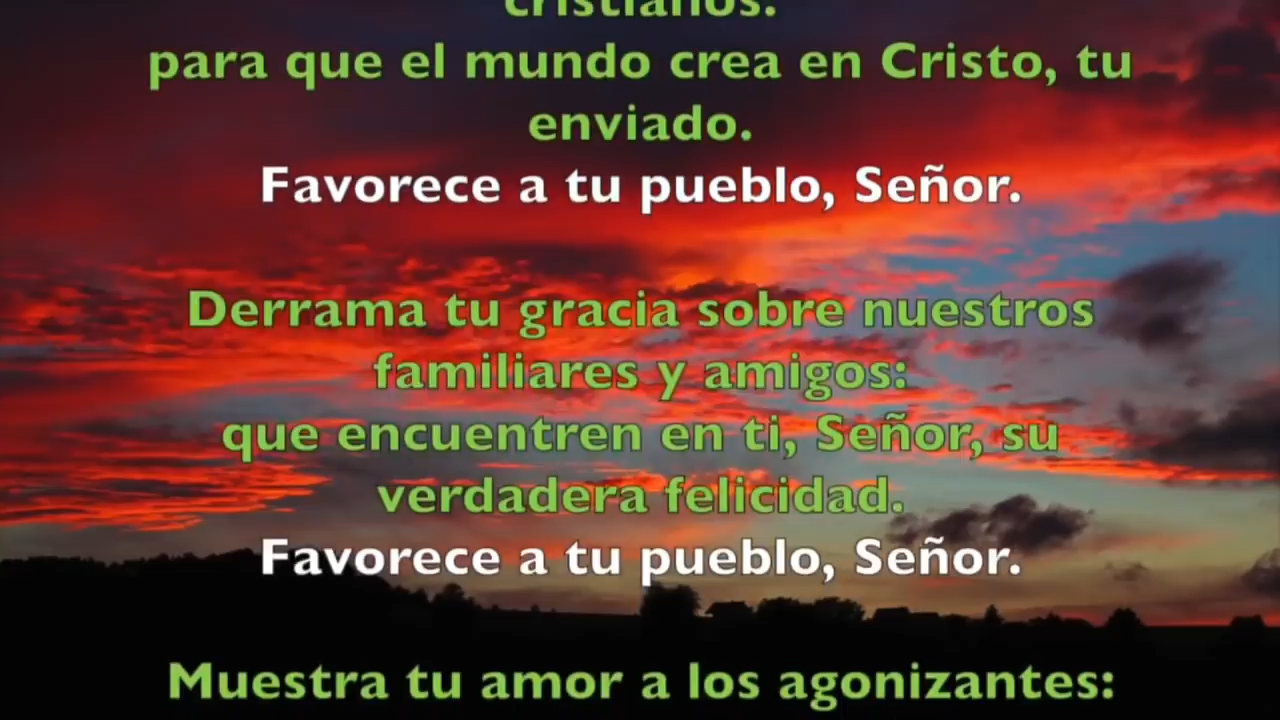 cristianos:
para que el mundo crea en Cristo, tu
enviado.
Favorece a tu pueblo, Señor.
Derrama tu gracia sobre nuestros
familiares y amigos:
que encuentren en ti, Señor, su
verdadera felicidad.
Favorece a tu pueblo, Señor.
Muestra tu amor a los agonizantes: